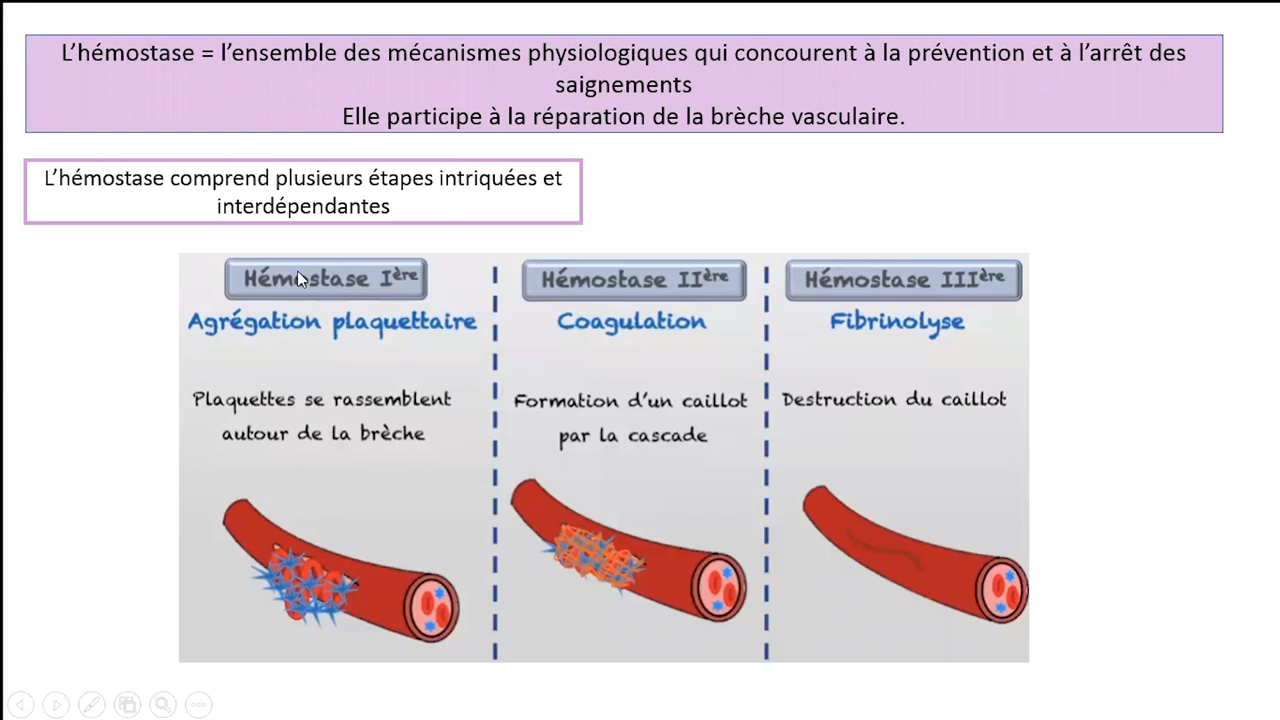 L’hémostase = l’ensemble des mécanismes physiologiques qui concourent à la prévention et à l’arrêt des
saignements
Elle participe à la réparation de la brèche vasculaire.
L’hémostase comprend plusieurs étapes intriquées et
interdépendantes
Hémostase Ière
Agrégation plaquettaire
Plaquettes se rassemblent
autour de la brèche
Hémostase IIère
Coagulation
Formation d’un caillot
par la cascade
Hémostase IIIère
Fibrinolyse
Destruction du caillot